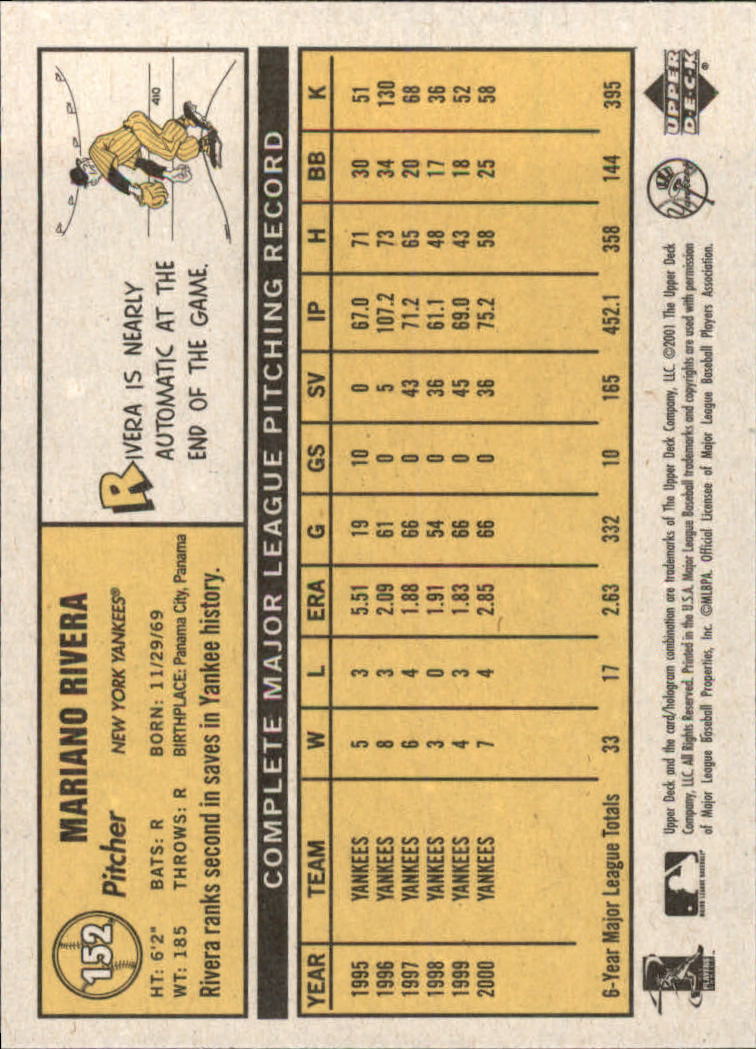 152
MARIANO RIVERA
Pitcher NEW YORK YANKEES®
HT: 6'2" BATS: R BORN: 11/29/69
WT: 185 THROWS: R BIRTHPLACE: Panama City, Panama
Rivera ranks second in saves in Yankee history.
RIVERA IS NEARLY
AUTOMATIC AT THE
END OF THE GAME.
410
COMPLETE MAJOR LEAGUE PITCHING RECORD
YEAR TEAM W L ERA G GS SV IP H BB K
1995 YANKEES 5 3 5.51 19 10 0 67.0 71 30 51
1996 YANKEES 8 3 2.09 61 0 5 107.2 73 34 130
1997 YANKEES 6 4 1.88 66 0 43 71.2 65 20 68
1998 YANKEES 3 0 1.91 54 0 36 61.1 48 17 36
1999 YANKEES 4 3 1.83 66 0 45 69.0 43 18 52
2000 YANKEES 7 4 2.85 66 0 36 75.2 58 25 58
6-Year Major League Totals 33 17 2.63 332 10 165 452.1 358 144 395
MAJOR LEAGUE BASEBALL
Upper Deck and the card/hologram combination are trademarks of The Upper Deck Company, LLC. ©2001 The Upper Deck
Company, LLC. All Rights Reserved. Printed in the U.S.A. Major League Baseball trademarks and copyrights are used with permission
of Major League Baseball Properties, Inc. ©MLBPA. Official Licensee of Major League Baseball Players Association.
Yankees
UPPER
DECK®